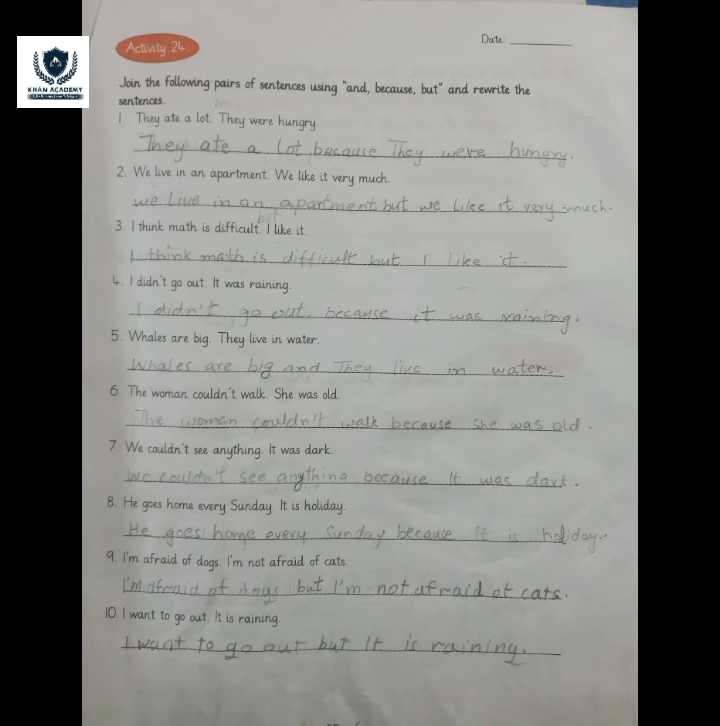 KHAN ACADEMY
Activity 24
Date:
Join the following pairs of sentences using "and, because, but" and rewrite the
sentences.
1. They ate a lot. They were hungry.
They ate a lot because They were hungry.
2. We live in an apartment. We like it very much.
we Live in an apartment but we Like it very much.
but
3. I think math is difficult. I like it.
I think math is difficult but I like it.
4. I didn't go out. It was raining.
I didn't go out. because it was raining.
5. Whales are big. They live in water.
Whales are big and They live in water.
6. The woman couldn't walk. She was old.
The woman couldn't walk because she was old.
7. We couldn't see anything. It was dark.
We couldn't see anything because It was dark.
8. He goes home every Sunday. It is holiday.
He goes home every Sunday because It is holiday.
9. I'm afraid of dogs. I'm not afraid of cats.
I'm afraid of dogs but I'm not afraid of cats.
10. I want to go out. It is raining.
I want to go out but It is raining.